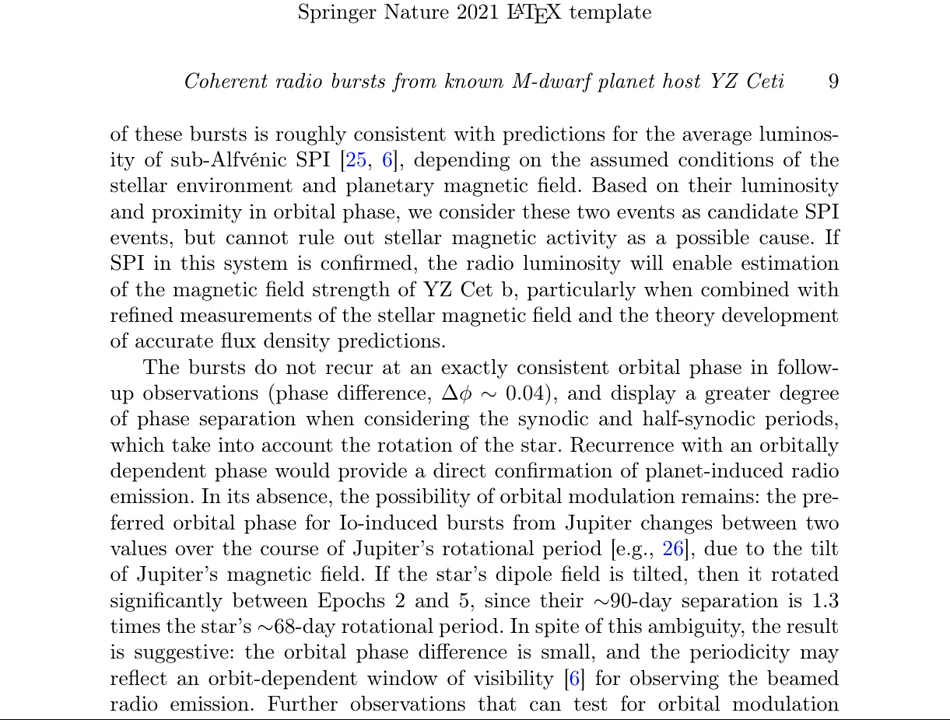 Springer Nature 2021 LATEX template
Coherent radio bursts from known M-dwarf planet host YZ Ceti 9
of these bursts is roughly consistent with predictions for the average luminos-
ity of sub-Alfvénic SPI [25, 6], depending on the assumed conditions of the
stellar environment and planetary magnetic field. Based on their luminosity
and proximity in orbital phase, we consider these two events as candidate SPI
events, but cannot rule out stellar magnetic activity as a possible cause. If
SPI in this system is confirmed, the radio luminosity will enable estimation
of the magnetic field strength of YZ Cet b, particularly when combined with
refined measurements of the stellar magnetic field and the theory development
of accurate flux density predictions.
The bursts do not recur at an exactly consistent orbital phase in follow-
up observations (phase difference, Δϕ ∼ 0.04), and display a greater degree
of phase separation when considering the synodic and half-synodic periods,
which take into account the rotation of the star. Recurrence with an orbitally
dependent phase would provide a direct confirmation of planet-induced radio
emission. In its absence, the possibility of orbital modulation remains: the pre-
ferred orbital phase for Io-induced bursts from Jupiter changes between two
values over the course of Jupiter's rotational period [e.g., 26], due to the tilt
of Jupiter's magnetic field. If the star's dipole field is tilted, then it rotated
significantly between Epochs 2 and 5, since their ∼90-day separation is 1.3
times the star's ∼68-day rotational period. In spite of this ambiguity, the result
is suggestive: the orbital phase difference is small, and the periodicity may
reflect an orbit-dependent window of visibility [6] for observing the beamed
radio emission. Further observations that can test for orbital modulation